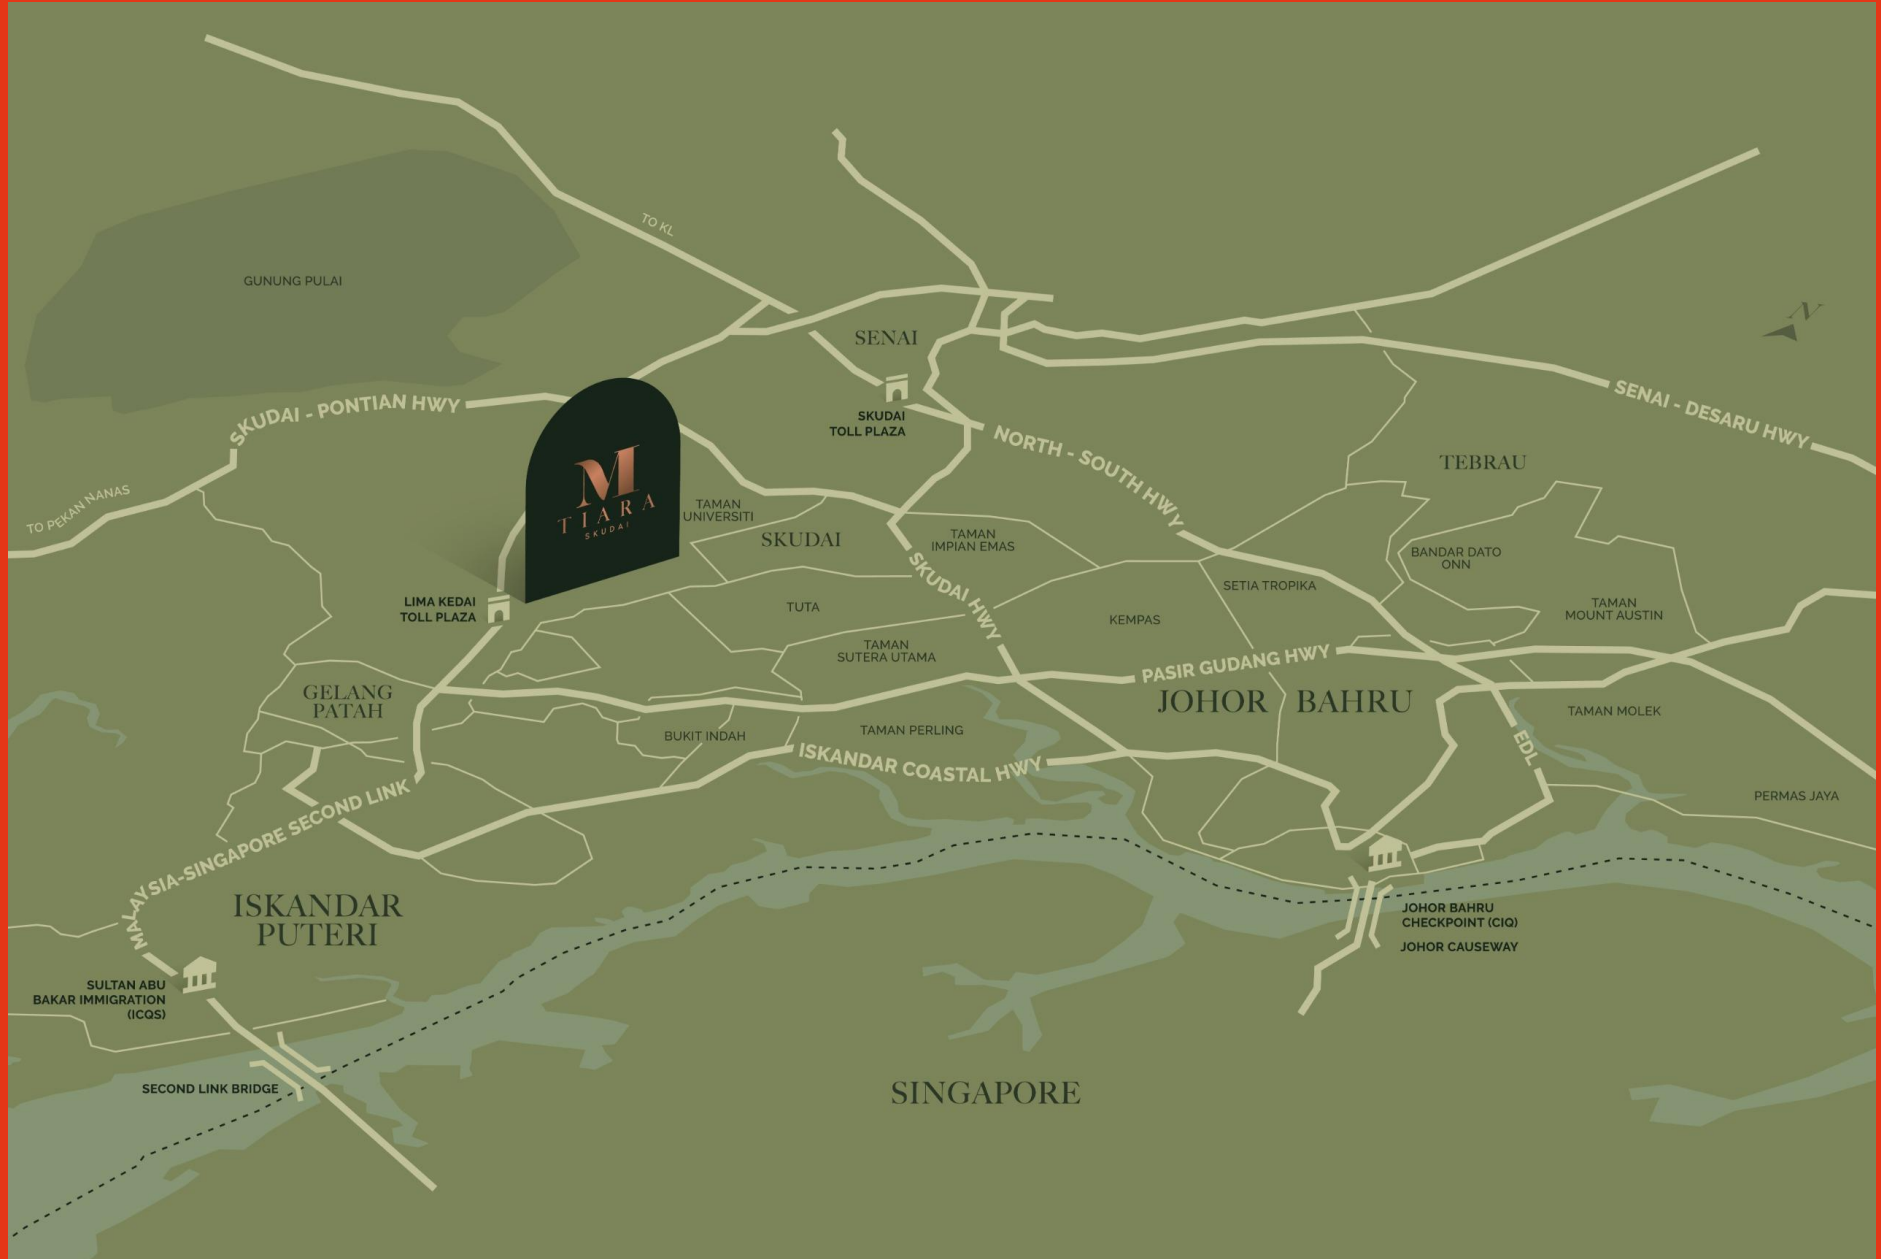 TO KL
GUNUNG PULAI
N
SENAI
SKUDAI
TOLL PLAZA
SKUDAI - PONTIAN HWY
NORTH - SOUTH HWY
SENAI - DESARU HWY
TEBRAU
TO PEKAN NANAS
M
TIARA
SKUDAI
TAMAN
UNIVERSITI
SKUDAI
TAMAN
IMPIAN EMAS
BANDAR DATO
ONN
SKUDAI HWY
SETIA TROPIKA
LIMA KEDAI
TOLL PLAZA
TUTA
KEMPAS
TAMAN
MOUNT AUSTIN
TAMAN
SUTERA UTAMA
PASIR GUDANG HWY
GELANG
PATAH
JOHOR BAHRU
TAMAN MOLEK
BUKIT INDAH
TAMAN PERLING
EDL
ISKANDAR COASTAL HWY
PERMAS JAYA
MALAYSIA-SINGAPORE SECOND LINK
ISKANDAR
PUTERI
JOHOR BAHRU
CHECKPOINT (CIQ)
JOHOR CAUSEWAY
SULTAN ABU
BAKAR IMMIGRATION
(ICQS)
SECOND LINK BRIDGE
SINGAPORE